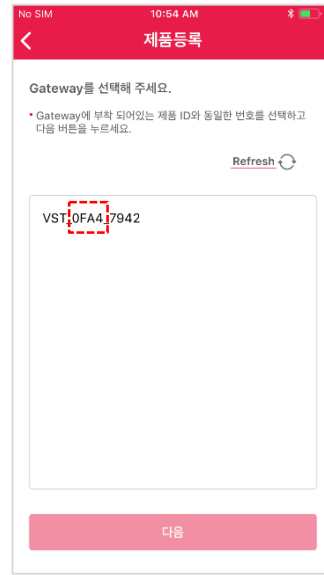 No SIM 10:54 AM
제품등록
Gateway를 선택해 주세요.
• Gateway에 부착 되어있는 제품 ID와 동일한 번호를 선택하고
다음 버튼을 누르세요.
Refresh
VST_0FA4_7942
다음